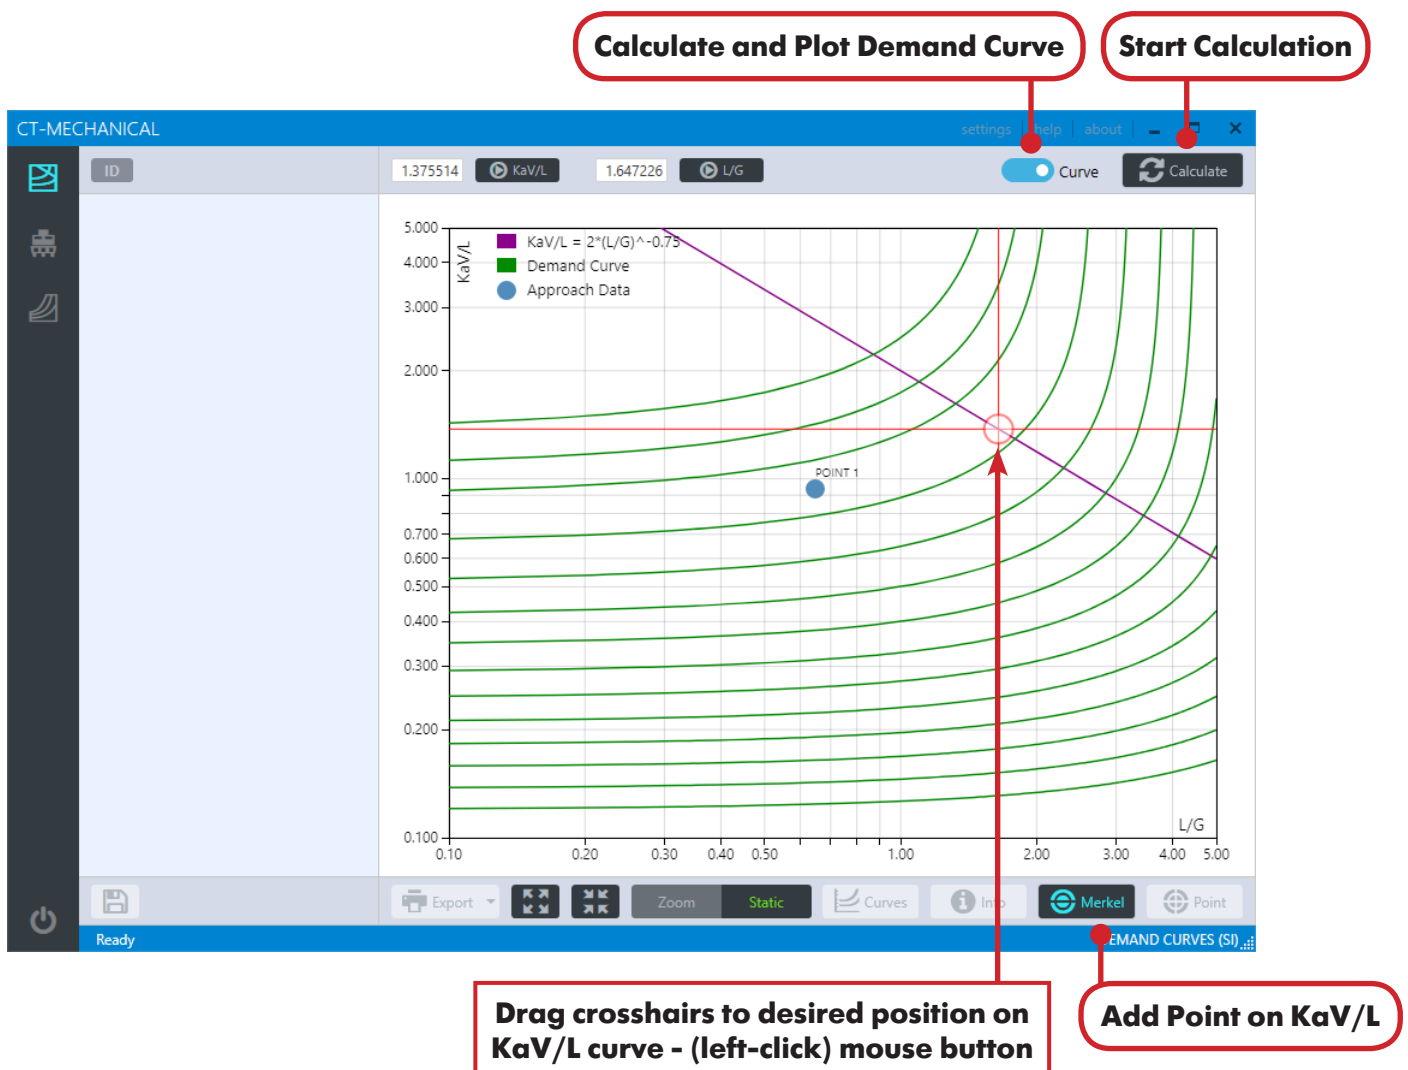 Calculate and Plot Demand Curve
Start Calculation
CT-MECHANICAL
settings
help
about
ID
1.375514
KaV/L
1.647226
L/G
Curve
Calculate
5.000
4.000
3.000
2.000
1.000
0.700
0.600
0.500
0.400
0.300
0.200
0.100
KaV/L
KaV/L = 2*(L/G)^-0.75
Demand Curve
Approach Data
POINT 1
L/G
0.10
0.20
0.30
0.40
0.50
1.00
2.00
3.00
4.00
5.00
Export
Zoom
Static
Curves
Info
Merkel
Point
Ready
EMAND CURVES (SI)
Drag crosshairs to desired position on
KaV/L curve - (left-click) mouse button
Add Point on KaV/L